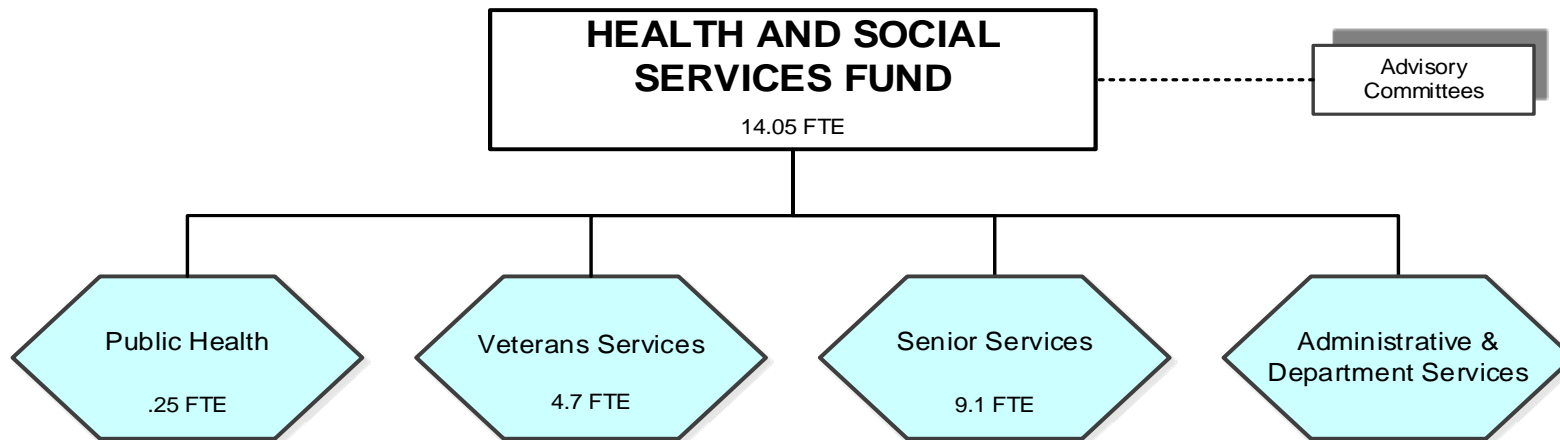 HEALTH AND SOCIAL
SERVICES FUND
14.05 FTE
Advisory
Committees
Public Health
.25 FTE
Veterans Services
4.7 FTE
Senior Services
9.1 FTE
Administrative &
Department Services